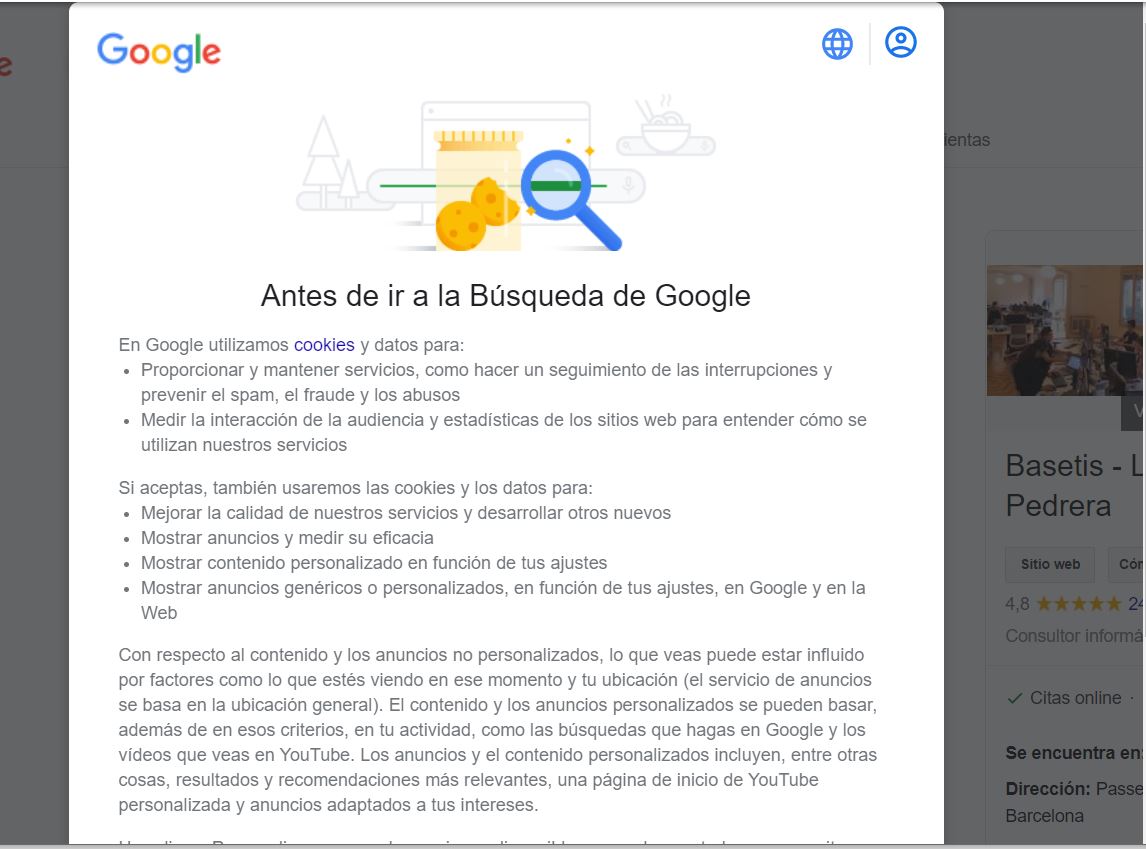 Google
Antes de ir a la Búsqueda de Google
En Google utilizamos cookies y datos para:
• Proporcionar y mantener servicios, como hacer un seguimiento de las interrupciones y
prevenir el spam, el fraude y los abusos
• Medir la interacción de la audiencia y estadísticas de los sitios web para entender cómo se
utilizan nuestros servicios
Si aceptas, también usaremos las cookies y los datos para:
• Mejorar la calidad de nuestros servicios y desarrollar otros nuevos
• Mostrar anuncios y medir su eficacia
• Mostrar contenido personalizado en función de tus ajustes
• Mostrar anuncios genéricos o personalizados, en función de tus ajustes, en Google y en la
Web
Con respecto al contenido y los anuncios no personalizados, lo que veas puede estar influido
por factores como lo que estés viendo en ese momento y tu ubicación (el servicio de anuncios
se basa en la ubicación general). El contenido y los anuncios personalizados se pueden basar,
además de en esos criterios, en tu actividad, como las búsquedas que hagas en Google y los
vídeos que veas en YouTube. Los anuncios y el contenido personalizados incluyen, entre otras
cosas, resultados y recomendaciones más relevantes, una página de inicio de YouTube
personalizada y anuncios adaptados a tus intereses.
ientas
Basetis - L
Pedrera
Sitio web
4,8 ★★★★★ 24
Consultor informá
✓ Citas online ·
Se encuentra en:
Dirección: Passe
Barcelona